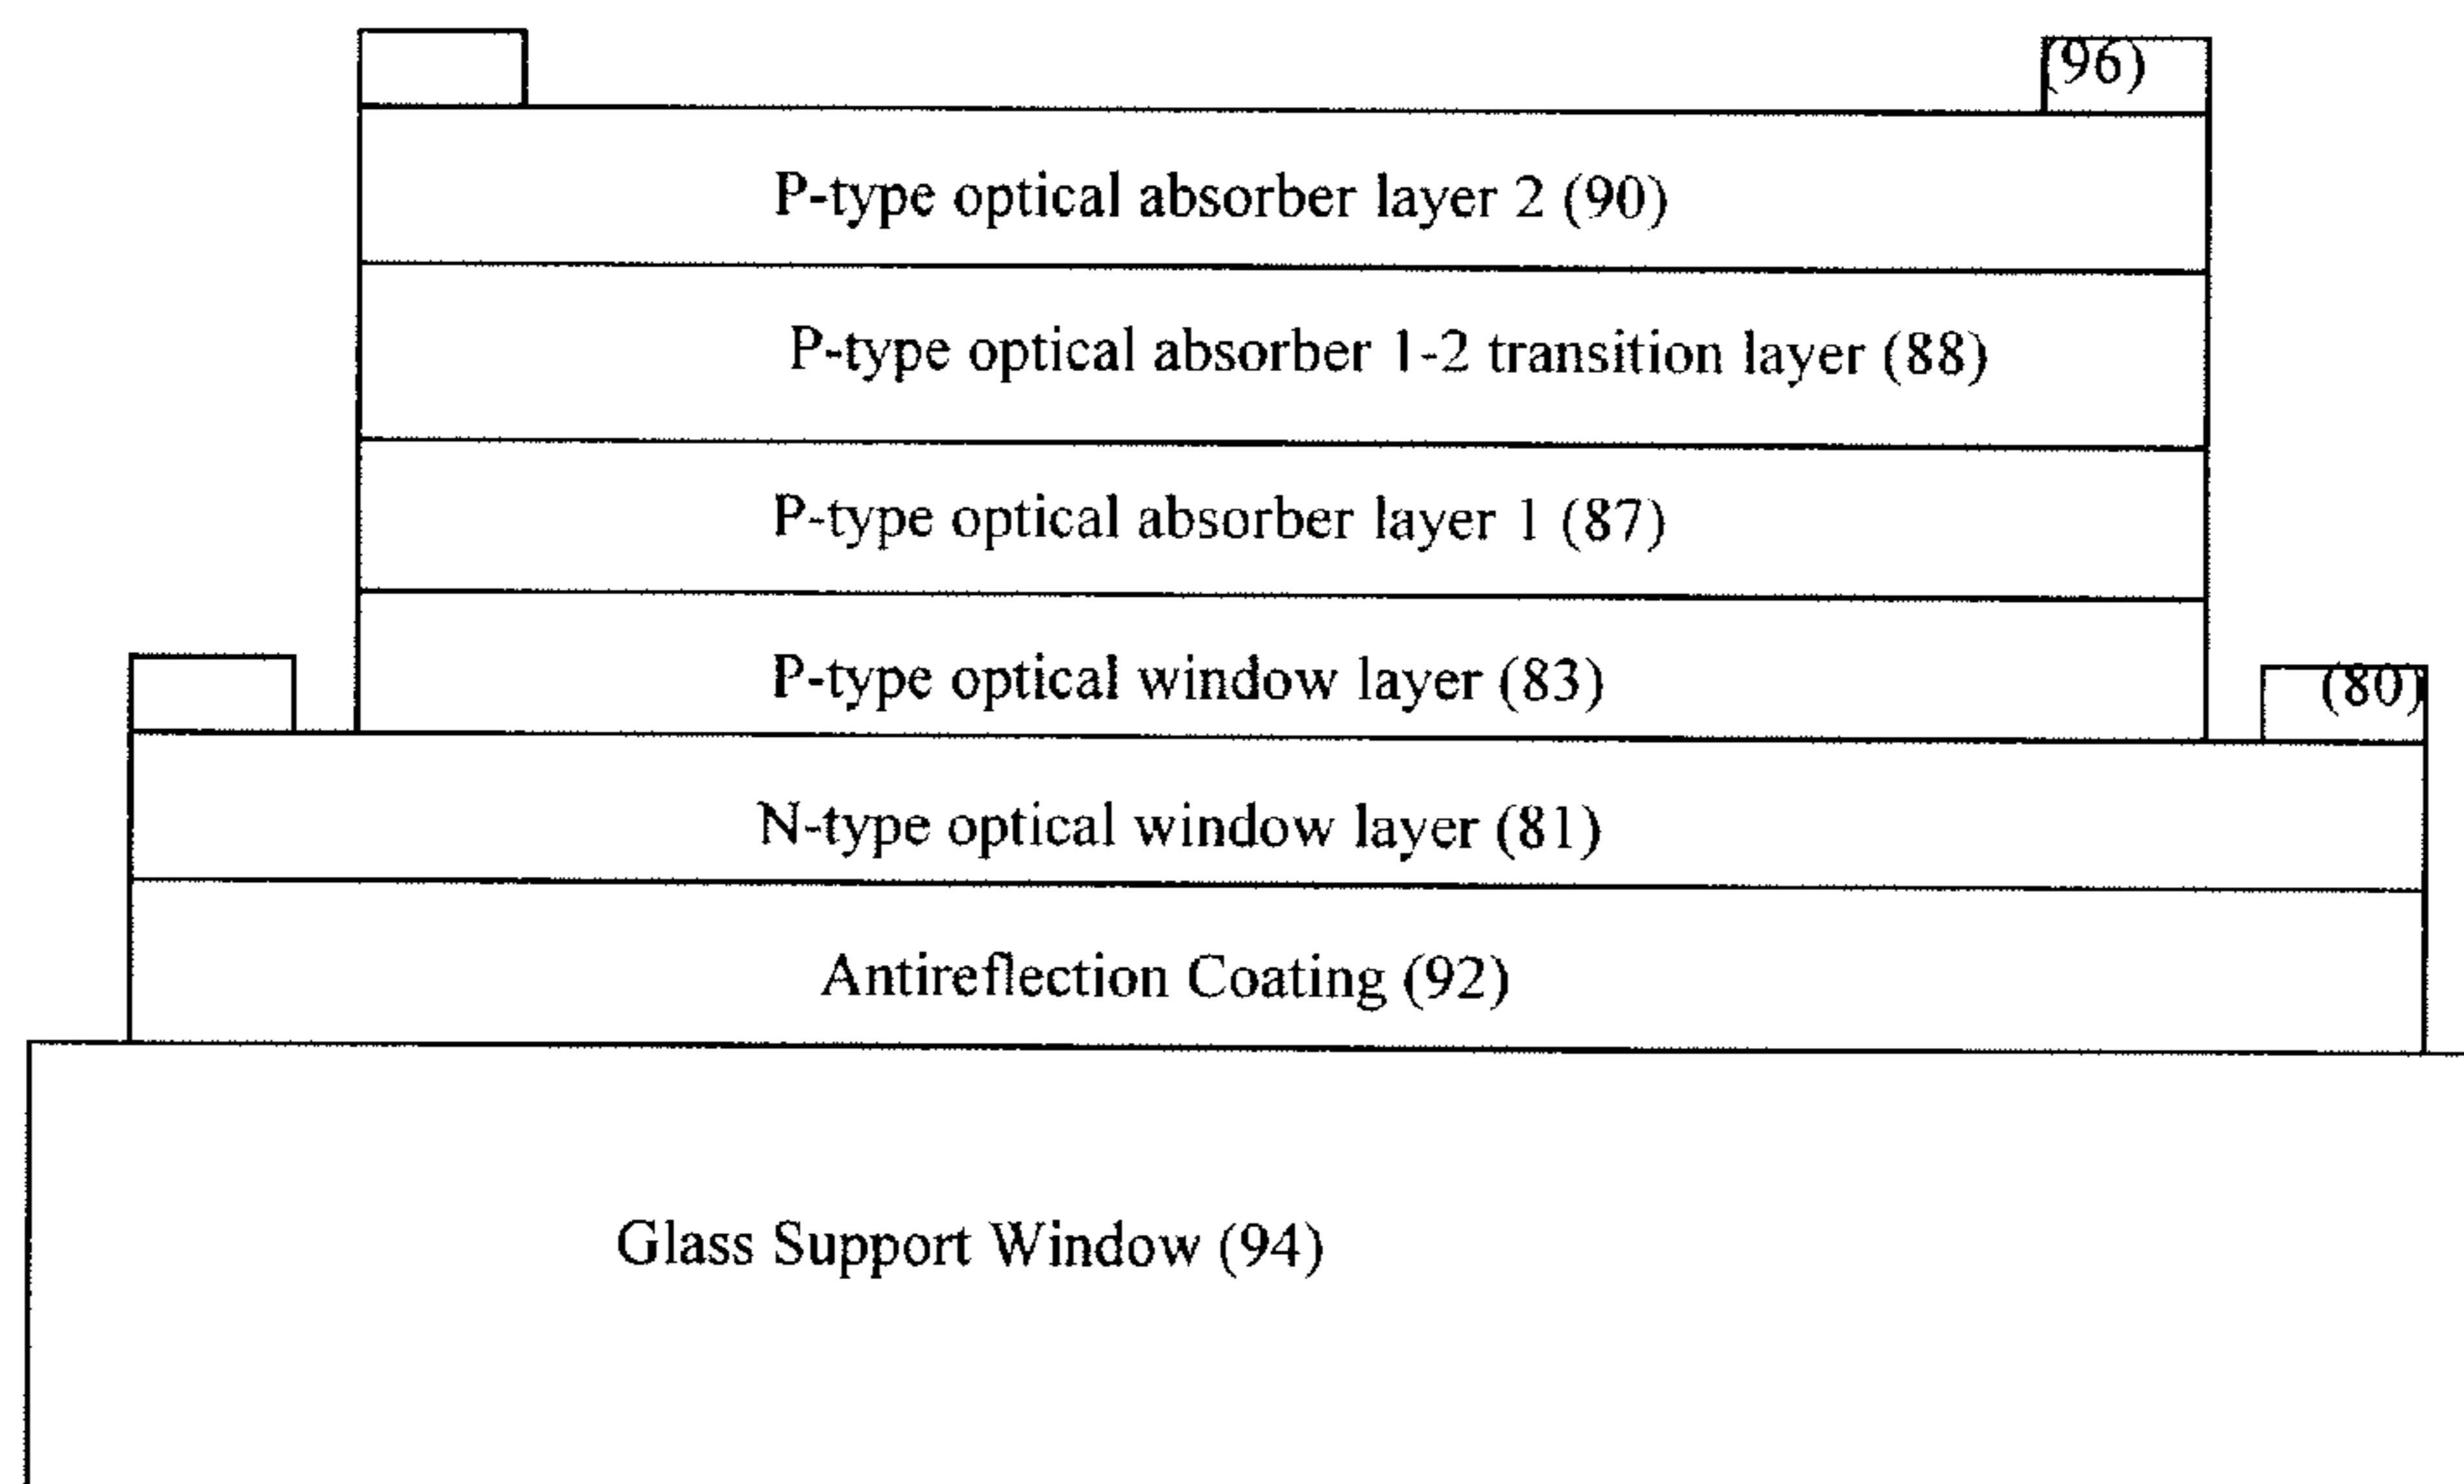 (96)
P-type optical absorber layer 2 (90)
P-type optical absorber 1-2 transition layer (88)
P-type optical absorber layer 1 (87)
P-type optical window layer (83)
(80)
N-type optical window layer (81)
Antireflection Coating (92)
Glass Support Window (94)